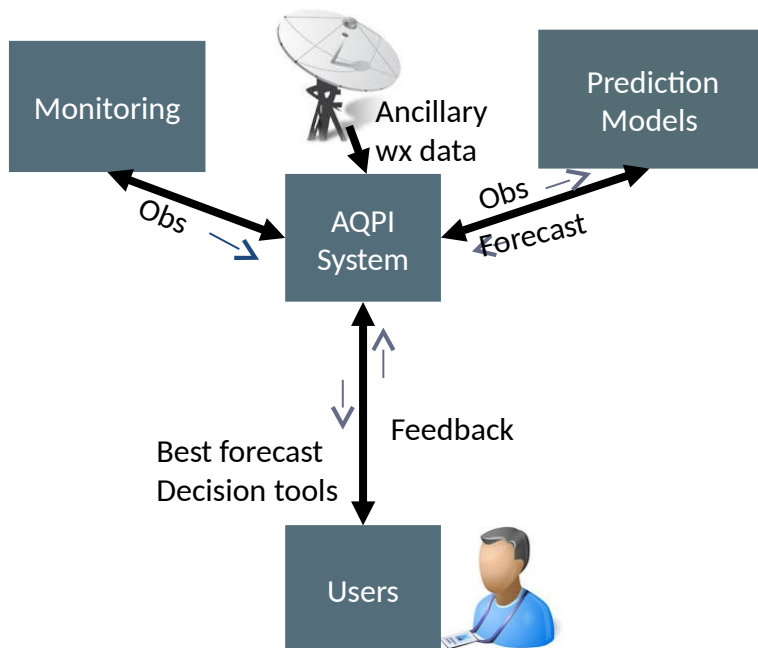 Monitoring
Ancillary
wx data
Prediction
Models
Obs
AQPI
System
Obs
Forecast
Feedback
Best forecast
Decision tools
Users